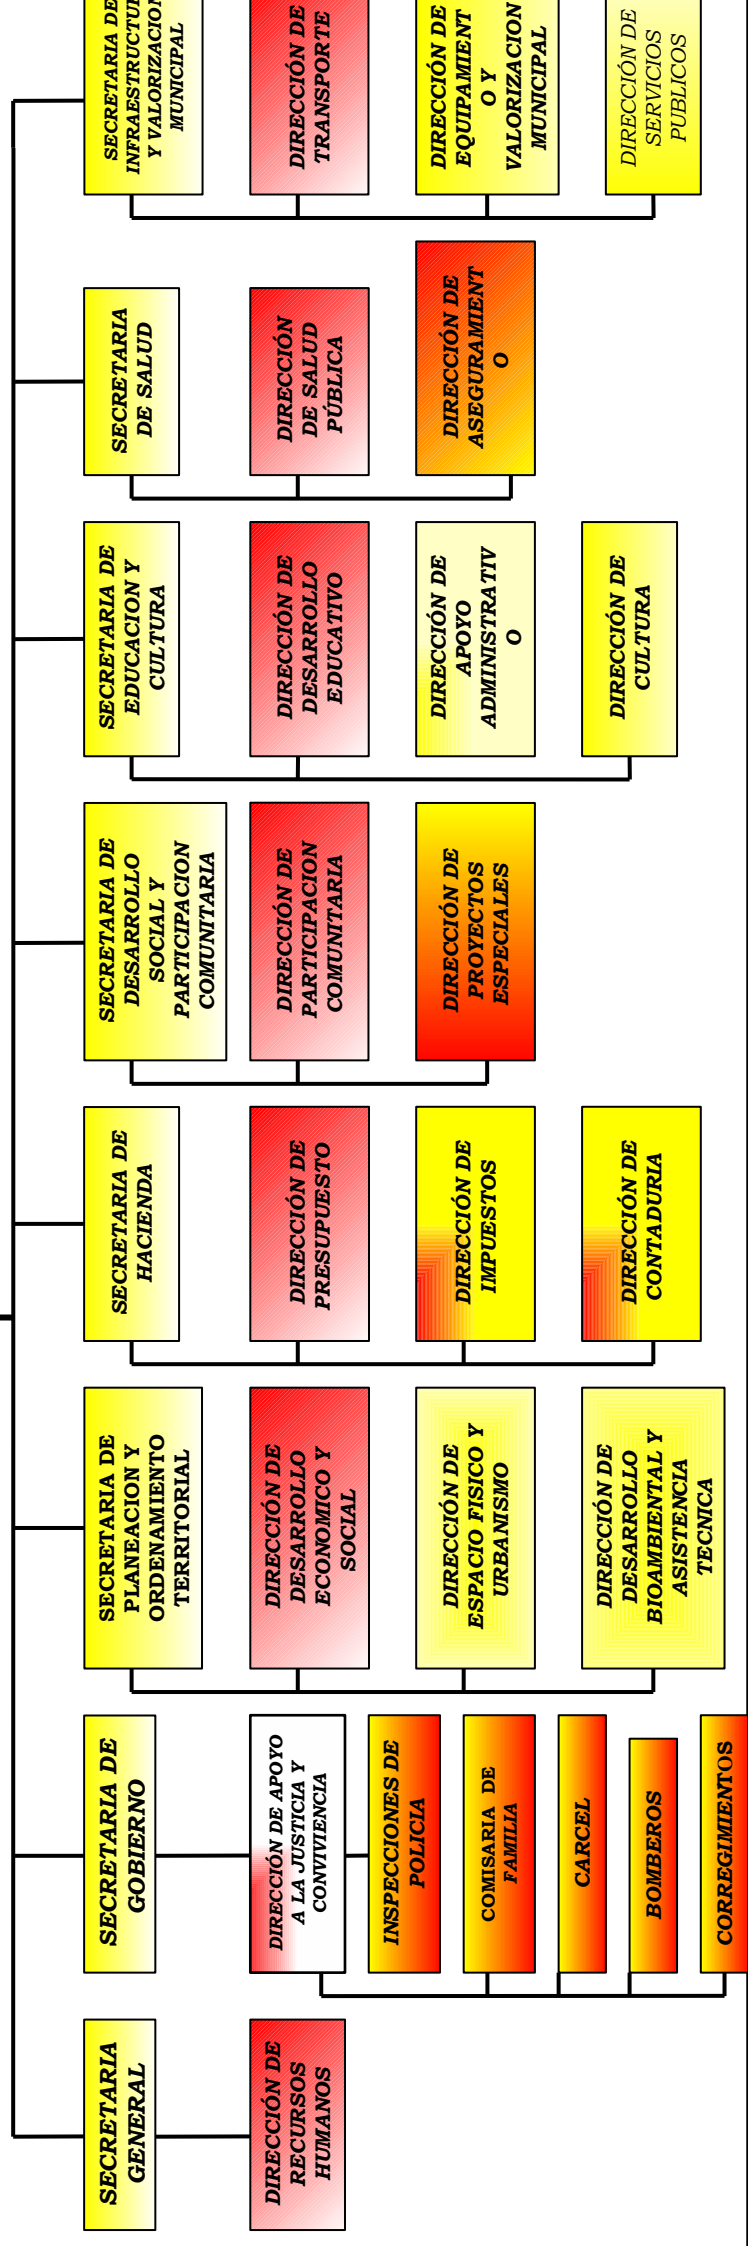 SECRETARIA
GENERAL
DIRECCIÓN DE
RECURSOS
HUMANOS
SECRETARIA DE
GOBIERNO
DIRECCIÓN DE APOYO
A LA JUSTICIA Y
CONVIVIENCIA
INSPECCIONES DE
POLICIA
COMISARIA DE
FAMILIA
CARCEL
BOMBEROS
CORREGIMIENTOS
SECRETARIA DE
PLANEACION Y
ORDENAMIENTO
TERRITORIAL
DIRECCIÓN DE
DESARROLLO
ECONOMICO Y
SOCIAL
DIRECCIÓN DE
ESPACIO FISICO Y
URBANISMO
DIRECCIÓN DE
DESARROLLO
BIOAMBIENTAL Y
ASISTENCIA
TECNICA
SECRETARIA DE
HACIENDA
DIRECCIÓN DE
PRESUPUESTO
DIRECCIÓN DE
IMPUESTOS
DIRECCIÓN DE
CONTADURIA
SECRETARIA DE
DESARROLLO
SOCIAL Y
PARTICIPACION
COMUNITARIA
DIRECCIÓN DE
PARTICIPACION
COMUNITARIA
DIRECCIÓN DE
PROYECTOS
ESPECIALES
SECRETARIA DE
EDUCACION Y
CULTURA
DIRECCIÓN DE
DESARROLLO
EDUCATIVO
DIRECCIÓN DE
APOYO
ADMINISTRATIV
O
DIRECCIÓN DE
CULTURA
SECRETARIA
DE SALUD
DIRECCIÓN
DE SALUD
PÚBLICA
DIRECCIÓN DE
ASEGURAMIENT
O
SECRETARIA DE
INFRAESTRUCTU
Y VALORIZACION
MUNICIPAL
DIRECCIÓN DE
TRANSPORTE
DIRECCIÓN DE
EQUIPAMIENT
O Y
VALORIZACION
MUNICIPAL
DIRECCIÓN DE
SERVICIOS
PUBLICOS